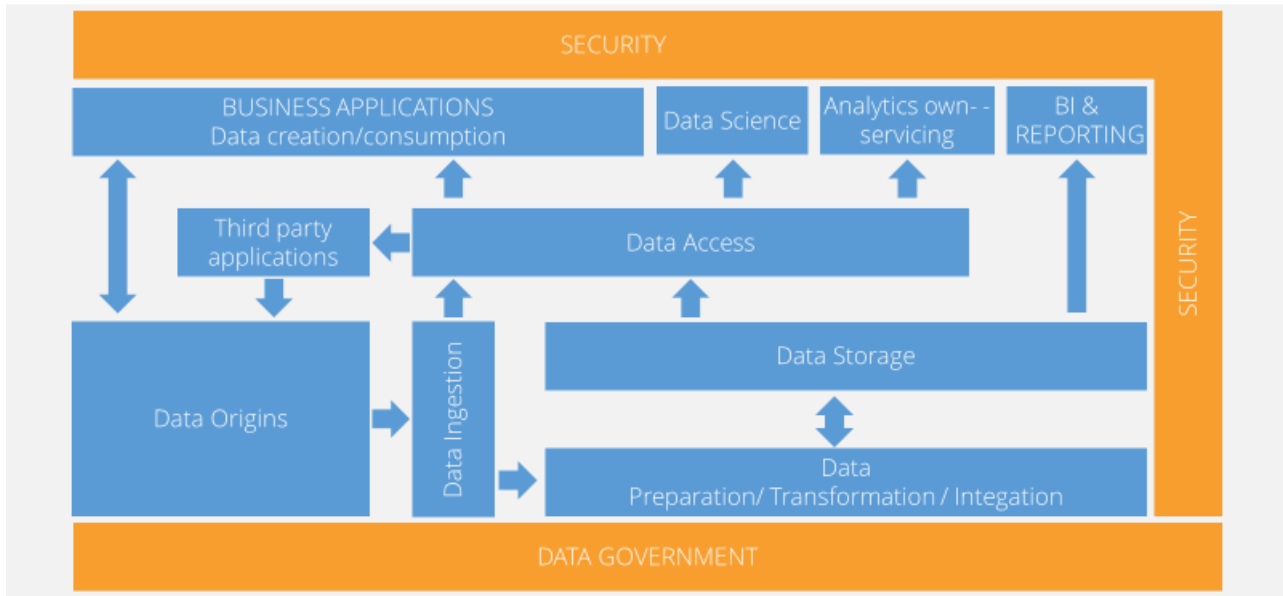 SECURITY
BUSINESS APPLICATIONS
Data creation/consumption
Data Science
Analytics own--
servicing
BI &
REPORTING
Third party
applications
Data Access
SECURITY
Data Origins
Data Ingestion
Data Storage
Data
Preparation/ Transformation / Integation
DATA GOVERNMENT